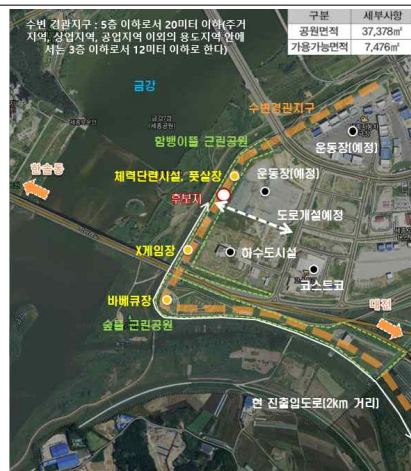 수변 경관지구 : 5층 이하로서 20미터 이하(주거
지역, 상업지역, 공업지역 이외의 용도지역 안에
서는 3층 이하로서 12미터 이하로 한다)
구분 세부사항
공원면적 37,378㎡
가용가능면적 7,476㎡
금강
수변경관지구
함뱅이뜰 근린공원
운동장(예정)
체력단련시설, 풋살장
운동장(예정)
한솔동
후보지
도로개설예정
X게임장
하수도시설
코스트코
바베큐장
대전
숲뜰 근린공원
현 진출입도로(2km 거리)